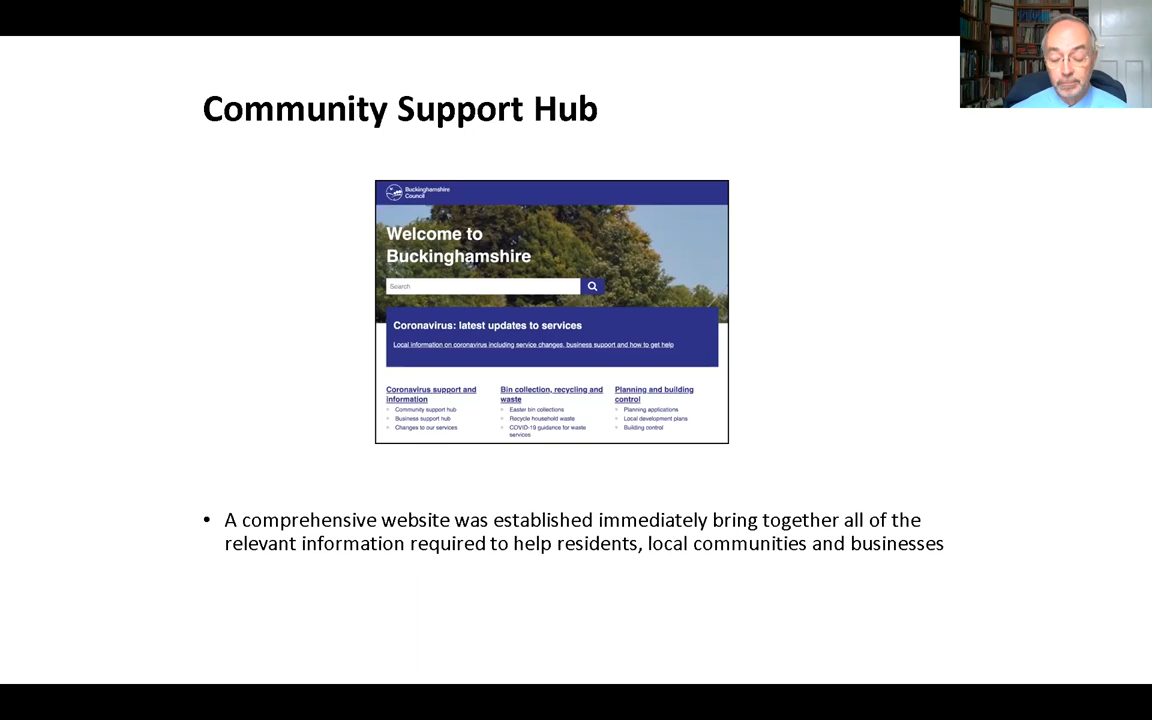 Community Support Hub
Buckinghamshire
Council
Welcome to
Buckinghamshire
Search
Coronavirus: latest updates to services
Local information on coronavirus including service changes, business support and how to get help
Coronavirus support and
information
Community support hub
Business support hub
Changes to our services
Bin collection, recycling and
waste
Easter bin collections
Recycle household waste
COVID-19 guidance for waste
services
Planning and building
control
Planning applications
Local development plans
Building control
• A comprehensive website was established immediately bring together all of the
relevant information required to help residents, local communities and businesses